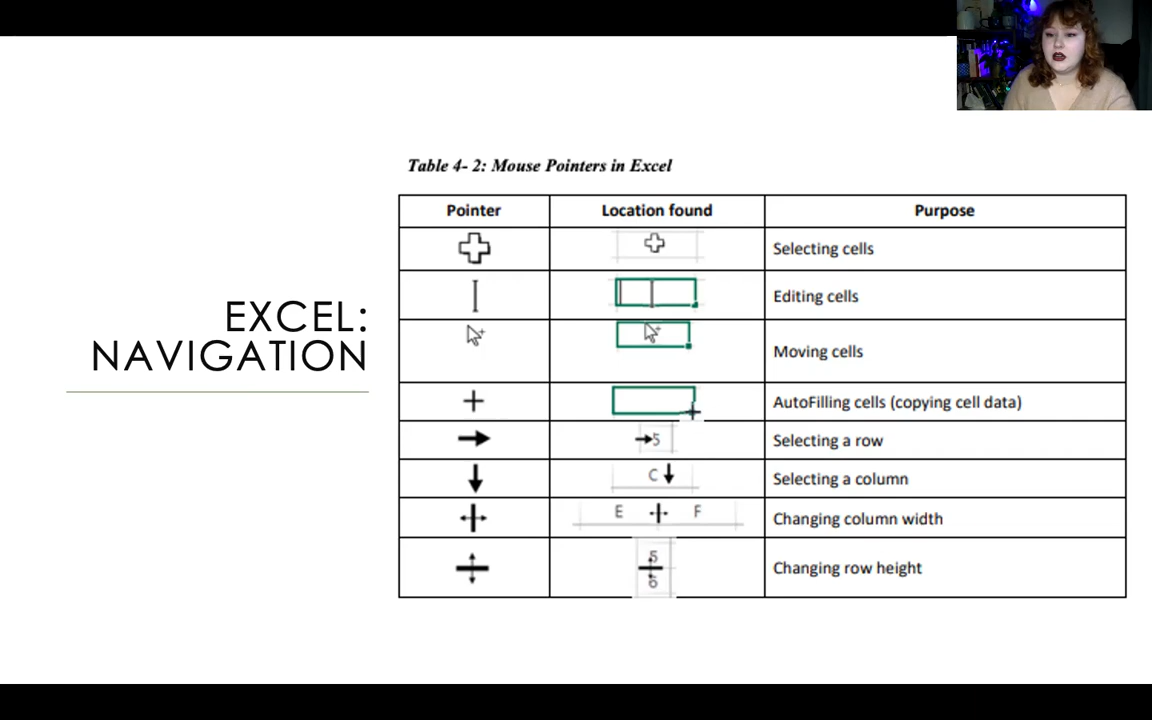 EXCEL:
NAVIGATION
Table 4- 2: Mouse Pointers in Excel
Pointer Location found Purpose
Selecting cells
Editing cells
Moving cells
AutoFilling cells (copying cell data)
5 Selecting a row
C Selecting a column
E F Changing column width
5
6
Changing row height